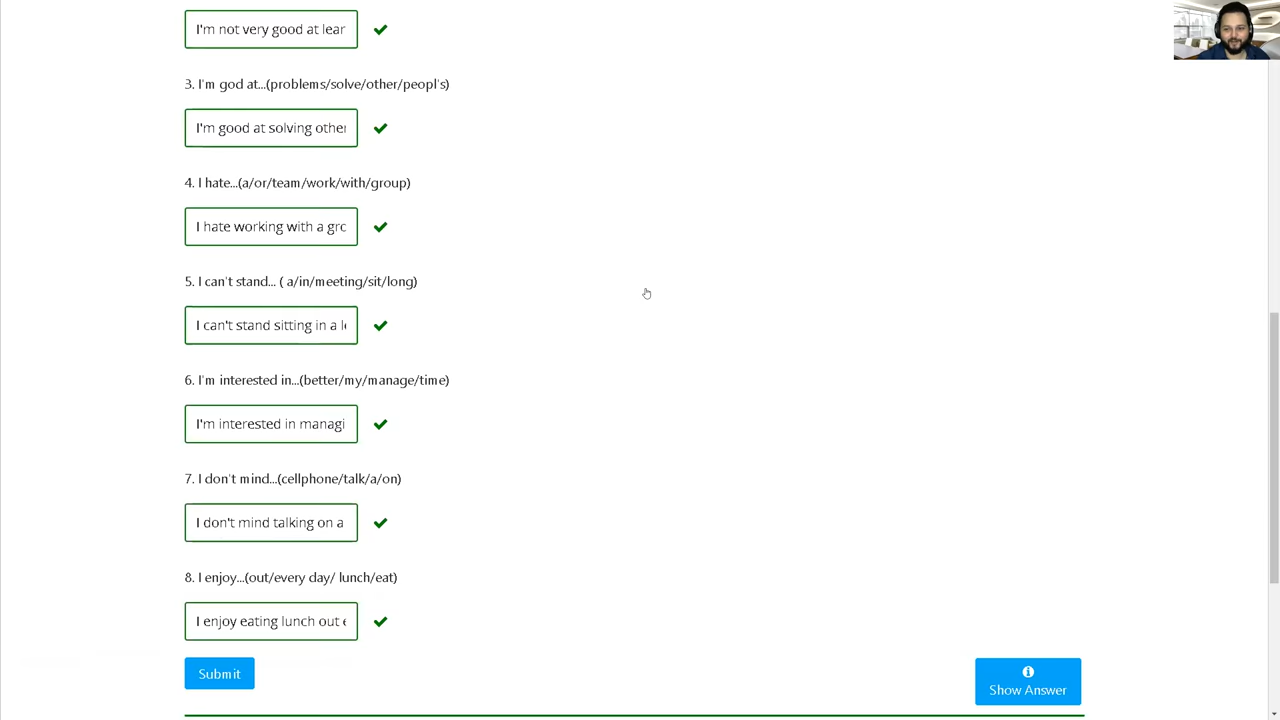 I'm not very good at lear
3. I'm god at...(problems/solve/other/peopl's)
I'm good at solving other
4. I hate...(a/or/team/work/with/group)
I hate working with a gro
5. I can't stand... ( a/in/meeting/sit/long)
I can't stand sitting in a l
6. I'm interested in...(better/my/manage/time)
I'm interested in managi
7. I don't mind...(cellphone/talk/a/on)
I don't mind talking on a
8. I enjoy...(out/every day/ lunch/eat)
I enjoy eating lunch out e
Submit
Show Answer